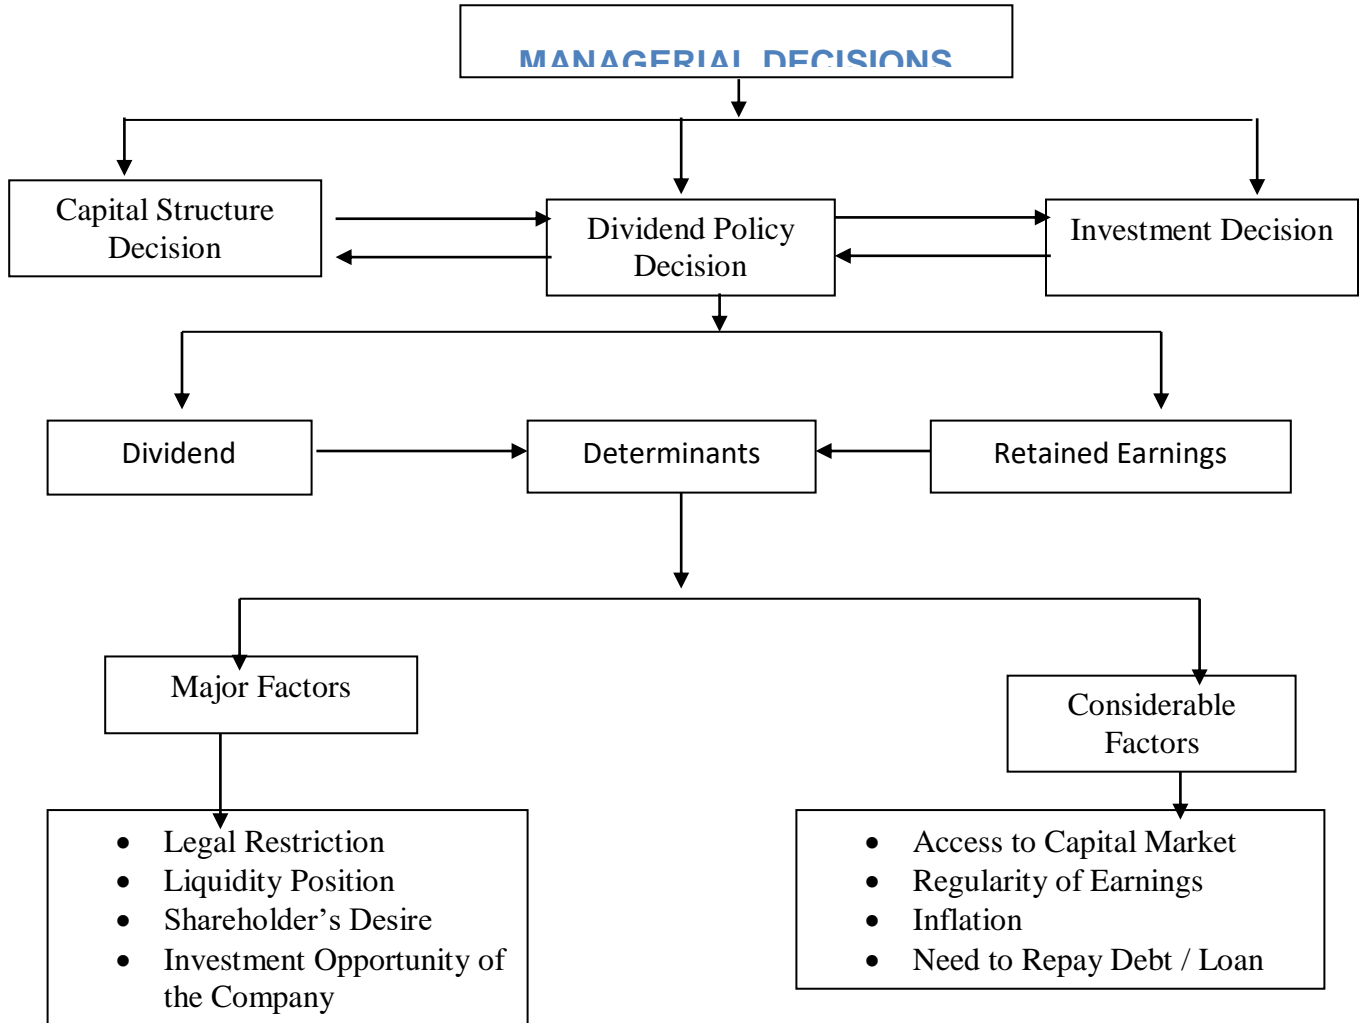 MANAGERIAL DECISIONS
Capital Structure
Decision
Dividend Policy
Decision
Investment Decision
Dividend
Determinants
Retained Earnings
Major Factors
Considerable
Factors
• Legal Restriction
• Liquidity Position
• Shareholder’s Desire
• Investment Opportunity of
the Company
• Access to Capital Market
• Regularity of Earnings
• Inflation
• Need to Repay Debt / Loan